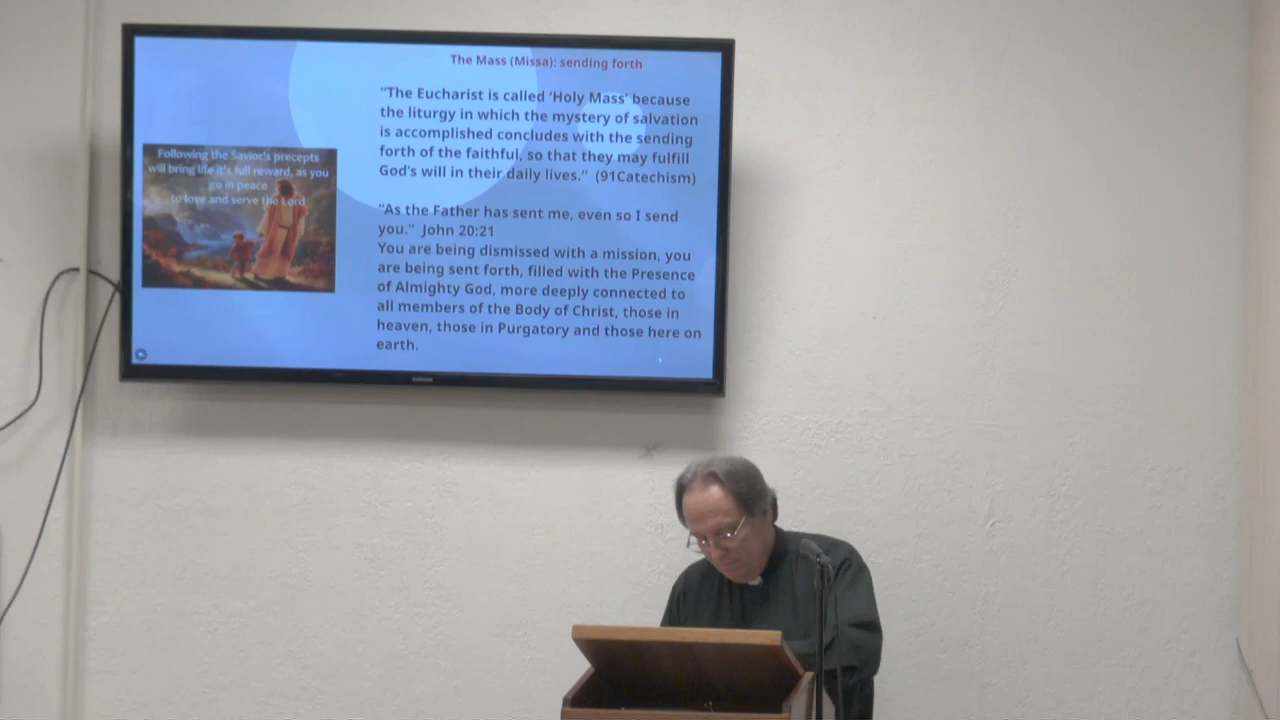 The Mass (Missa): sending forth
"The Eucharist is called 'Holy Mass' because
the liturgy in which the mystery of salvation
is accomplished concludes with the sending
forth of the faithful, so that they may fulfill
God's will in their daily lives." (91Catechism)
"As the Father has sent me, even so I send
you." John 20:21
You are being dismissed with a mission, you
are being sent forth, filled with the Presence
of Almighty God, more deeply connected to
all members of the Body of Christ, those in
heaven, those in Purgatory and those here on
earth.
Following the Savior's precepts
will bring life it's full reward, as you
go in peace
to love and serve the Lord